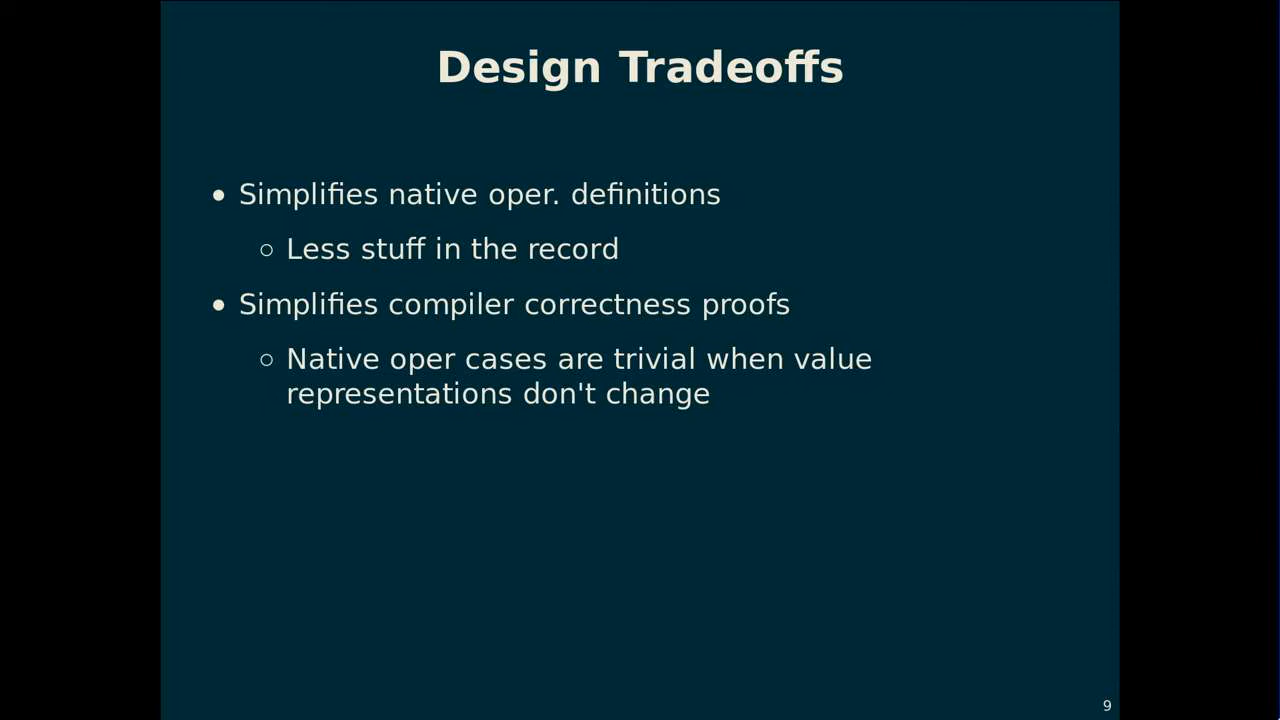 Design Tradeoffs
• Simplifies native oper. definitions
○ Less stuff in the record
• Simplifies compiler correctness proofs
○ Native oper cases are trivial when value
representations don't change
9